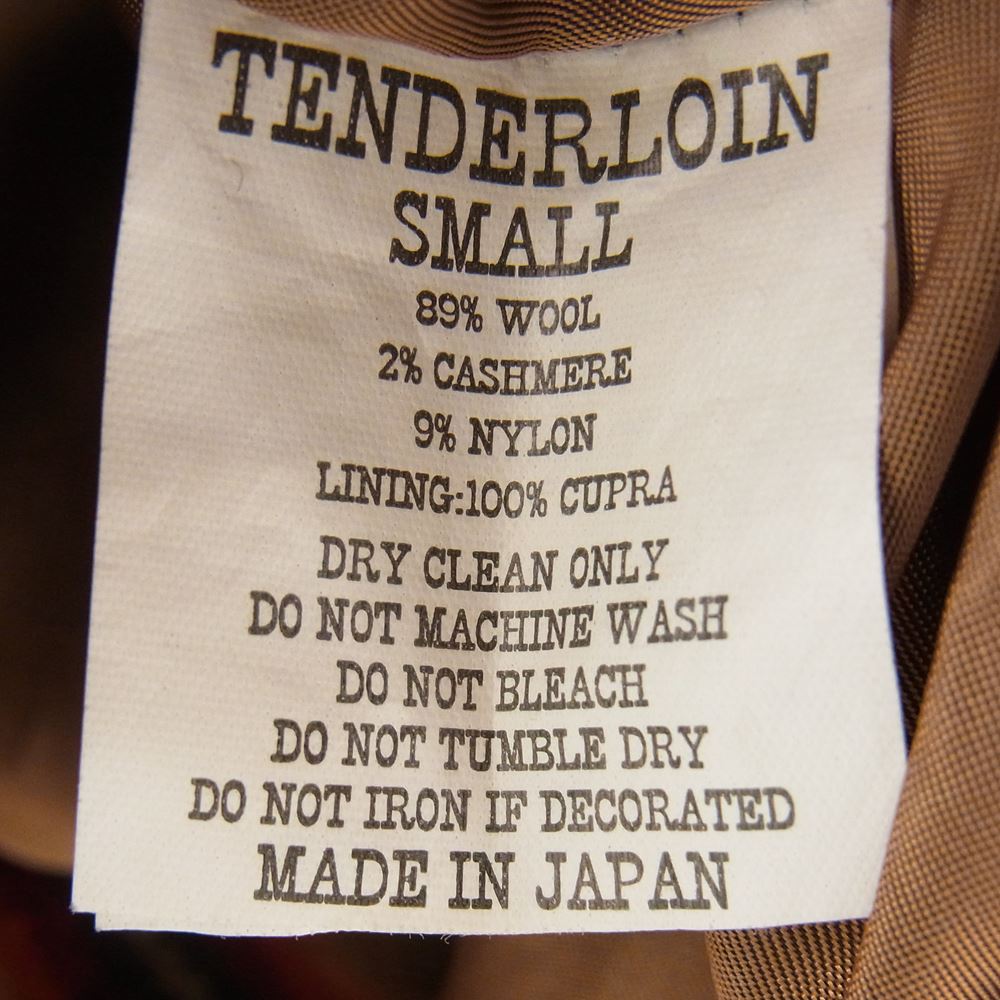 TENDERLOIN
SMALL
89% WOOL
2% CASHMERE
9% NYLON
LINING:100% CUPRA
DRY CLEAN ONLY
DO NOT MACHINE WASH
DO NOT BLEACH
DO NOT TUMBLE DRY
DO NOT IRON IF DECORATED
MADE IN JAPAN